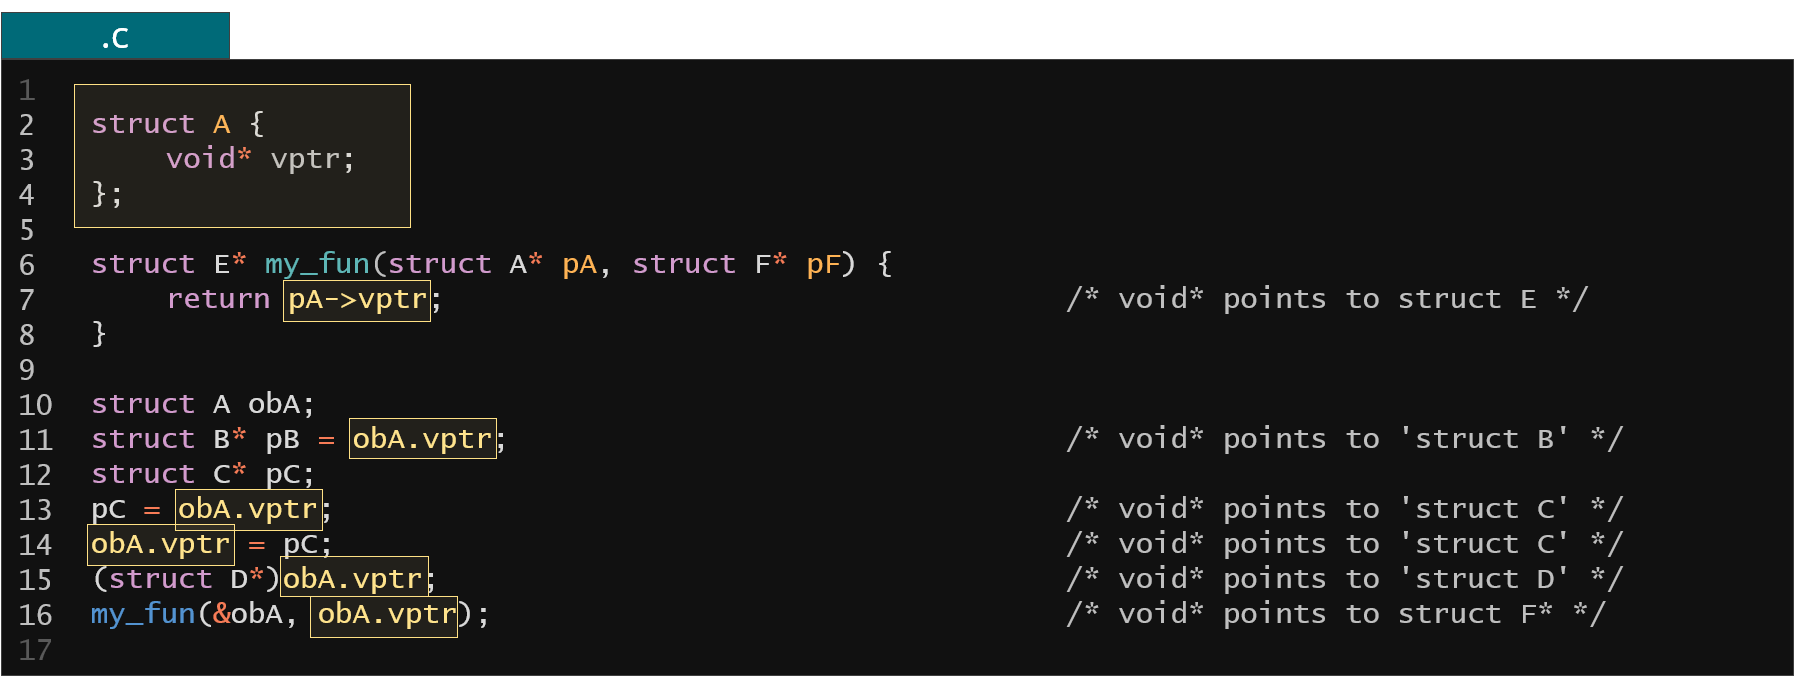 .C
1
2 struct A {
3 void* vptr;
4 };
5
6 struct E* my_fun(struct A* pA, struct F* pF) {
7 return pA->vptr; /* void* points to struct E */
8 }
9
10 struct A obA;
11 struct B* pB = obA.vptr; /* void* points to 'struct B' */
12 struct C* pC;
13 pC = obA.vptr; /* void* points to 'struct C' */
14 obA.vptr = pC; /* void* points to 'struct C' */
15 (struct D*)obA.vptr; /* void* points to 'struct D' */
16 my_fun(&obA, obA.vptr); /* void* points to struct F* */
17